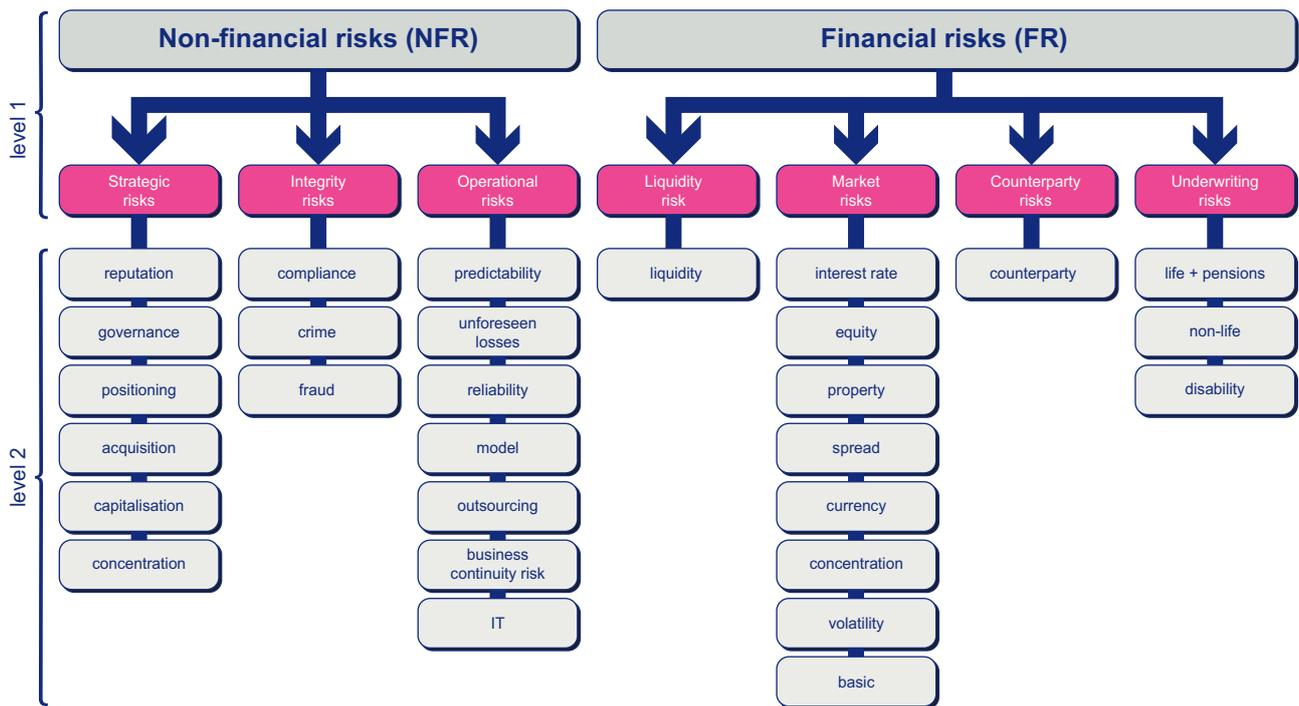 Non-financial risks (NFR)
Financial risks (FR)
level 1
Strategic
risks
Integrity
risks
Operational
risks
Liquidity
risk
Market
risks
Counterparty
risks
Underwriting
risks
level 2
reputation
governance
positioning
acquisition
capitalisation
concentration
compliance
crime
fraud
predictability
unforeseen
losses
reliability
model
outsourcing
business
continuity risk
IT
liquidity
interest rate
equity
property
spread
currency
concentration
volatility
basic
counterparty
life + pensions
non-life
disability